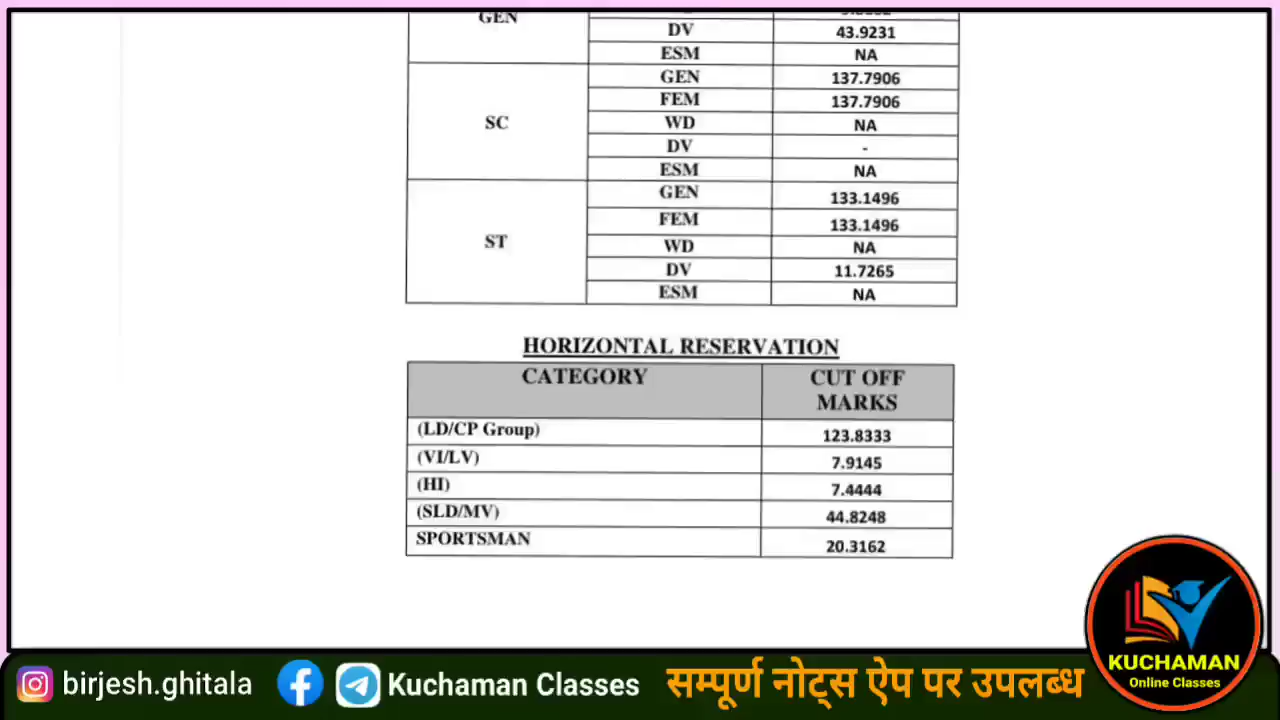 GEN
DV 43.9231
ESM NA
SC
GEN 137.7906
FEM 137.7906
WD NA
DV -
ESM NA
ST
GEN 133.1496
FEM 133.1496
WD NA
DV 11.7265
ESM NA
HORIZONTAL RESERVATION
CATEGORY CUT OFF MARKS
(LD/CP Group) 123.8333
(VI/LV) 7.9145
(HI) 7.4444
(SLD/MV) 44.8248
SPORTSMAN 20.3162
birjesh.ghitala Kuchaman Classes सम्पूर्ण नोट्स ऐप पर उपलब्ध
KUCHAMAN
Online Classes